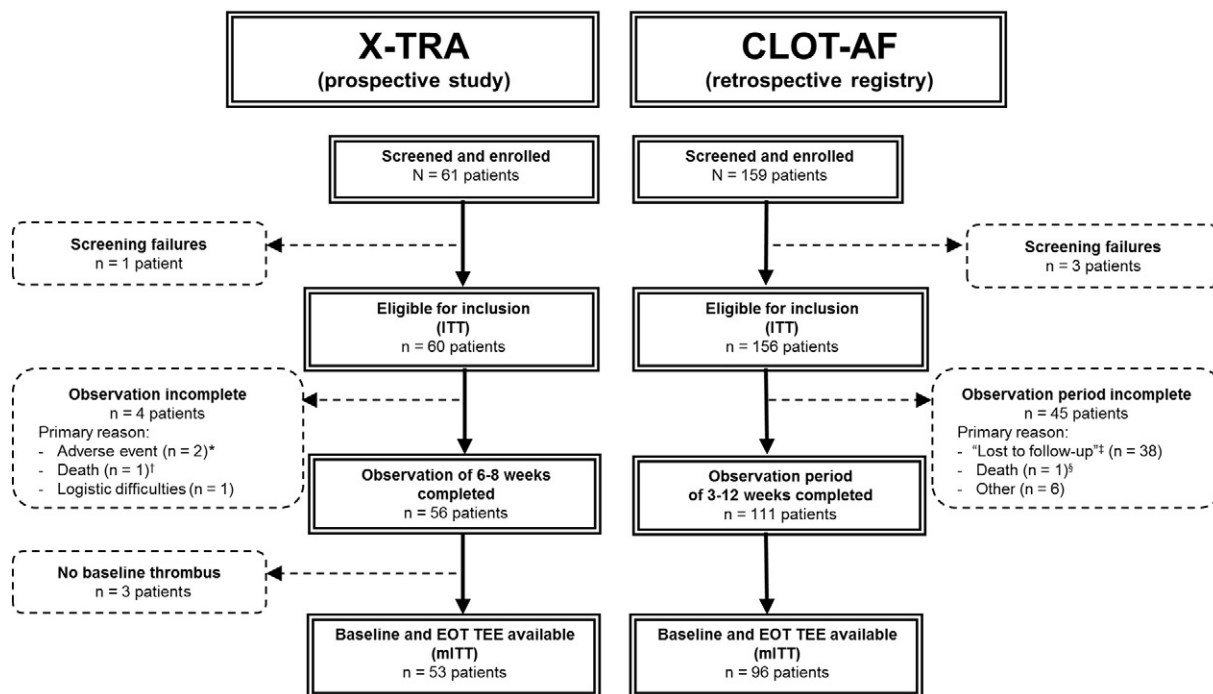 X-TRA
(prospective study)
CLOT-AF
(retrospective registry)
Screened and enrolled
N = 61 patients
Screened and enrolled
N = 159 patients
Screening failures
n = 1 patient
Screening failures
n = 3 patients
Eligible for inclusion
(ITT)
n = 60 patients
Eligible for inclusion
(ITT)
n = 156 patients
Observation incomplete
n = 4 patients
Primary reason:
- Adverse event (n = 2)*
- Death (n = 1)†
- Logistic difficulties (n = 1)
Observation period incomplete
n = 45 patients
Primary reason:
- “Lost to follow-up”‡ (n = 38)
- Death (n = 1)§
- Other (n = 6)
Observation of 6-8 weeks
completed
n = 56 patients
Observation period
of 3-12 weeks completed
n = 111 patients
No baseline thrombus
n = 3 patients
Baseline and EOT TEE available
(mITT)
n = 53 patients
Baseline and EOT TEE available
(mITT)
n = 96 patients